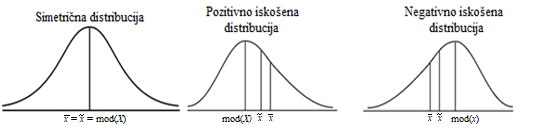 Simetrična distribucija
x̄ = x̃ = mod(X)
Pozitivno iskošena
distribucija
mod(X) x̃ x̄
Negativno iskošena
distribucija
x̄ x̃ mod(x)